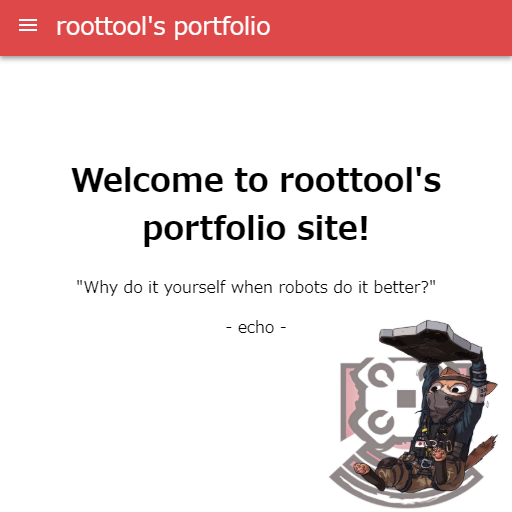 roottool's portfolio
Welcome to roottool's
portfolio site!
"Why do it yourself when robots do it better?"
- echo -